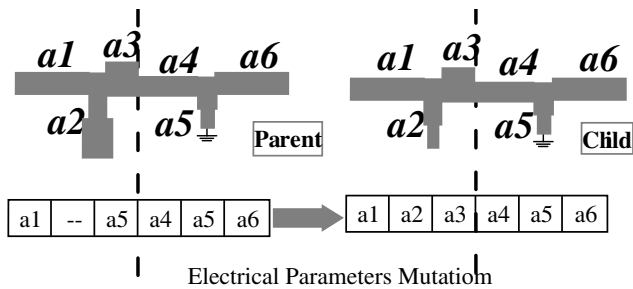 a1 a3 a4 a6 a1 a3 a4 a6
a2 a5 Parent a2 a5 Clild
a1 -- a5 a4 a5 a6 a1 a2 a3 a4 a5 a6
Electrical Parameters Mutatiom